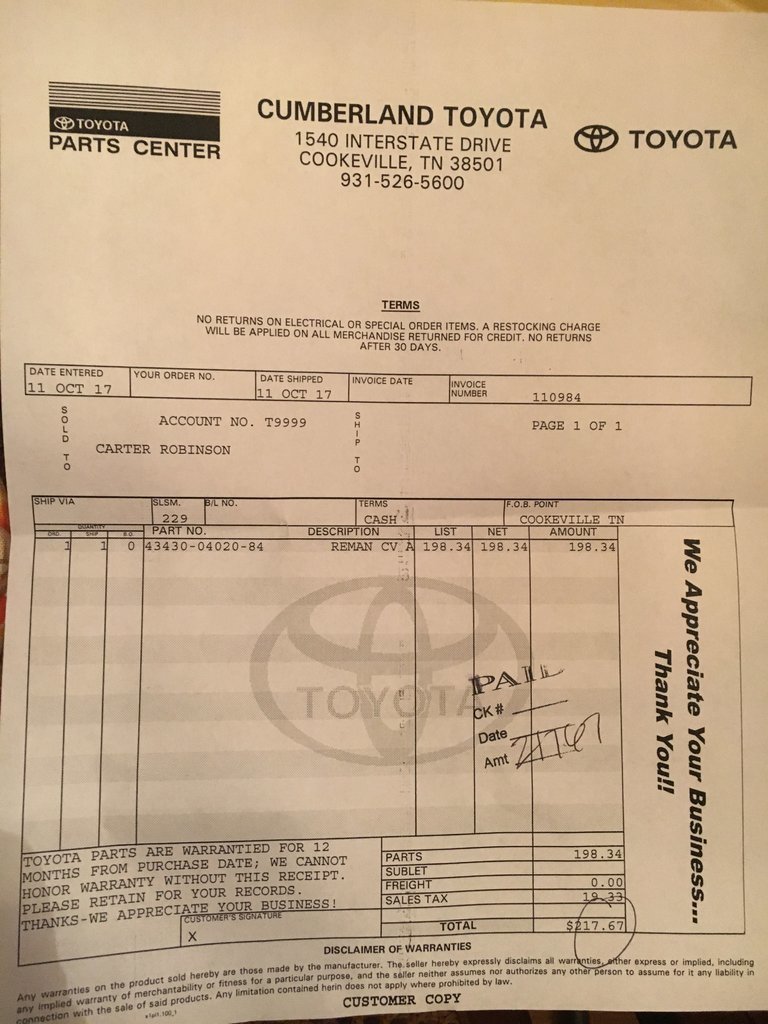 TOYOTA
PARTS CENTER
CUMBERLAND TOYOTA
1540 INTERSTATE DRIVE
COOKEVILLE, TN 38501
931-526-5600
TOYOTA
TERMS
NO RETURNS ON ELECTRICAL OR SPECIAL ORDER ITEMS. A RESTOCKING CHARGE
WILL BE APPLIED ON ALL MERCHANDISE RETURNED FOR CREDIT. NO RETURNS
AFTER 30 DAYS.
DATE ENTERED YOUR ORDER NO. DATE SHIPPED INVOICE DATE INVOICE NUMBER
11 OCT 17 11 OCT 17 110984
SOLD TO
ACCOUNT NO. T9999
SHIP TO
PAGE 1 OF 1
CARTER ROBINSON
SHIP VIA SLSM. B/L NO. TERMS F.O.B. POINT
229 CASH COOKEVILLE TN
QUANTITY
ORD. SHIP B.O. PART NO. DESCRIPTION LIST NET AMOUNT
1 1 0 43430-04020-84 REMAN CV A 198.34 198.34 198.34
TOYOTA
PAID
CK #
Date
Amt 217.67
We Appreciate Your Business...
Thank You!!
TOYOTA PARTS ARE WARRANTIED FOR 12
MONTHS FROM PURCHASE DATE; WE CANNOT
HONOR WARRANTY WITHOUT THIS RECEIPT.
PLEASE RETAIN FOR YOUR RECORDS.
THANKS-WE APPRECIATE YOUR BUSINESS!
CUSTOMER'S SIGNATURE
X
PARTS 198.34
SUBLET
FREIGHT 0.00
SALES TAX 19.33
TOTAL $217.67
DISCLAIMER OF WARRANTIES
Any warranties on the product sold hereby are those made by the manufacturer. The seller hereby expressly disclaims all warranties, either express or implied, including
any implied warranty of merchantability or fitness for a particular purpose, and the seller neither assumes nor authorizes any other person to assume for it any liability in
connection with the sale of said products. Any limitation contained herin does not apply where prohibited by law.
CUSTOMER COPY